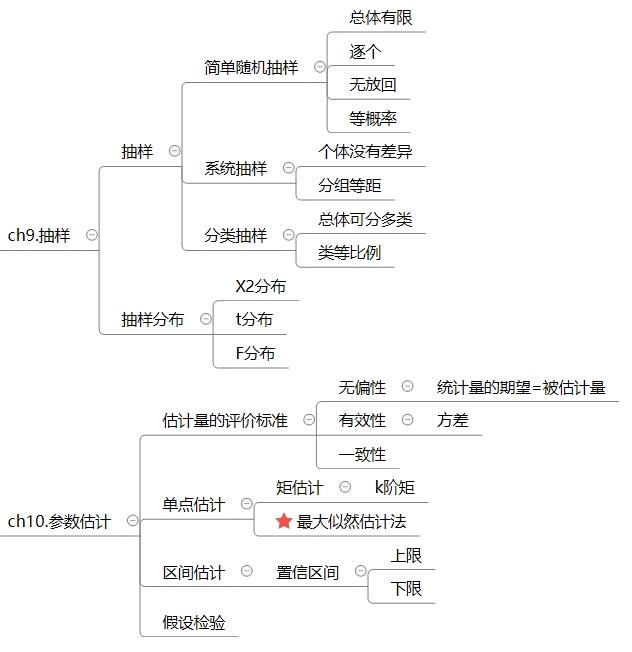 总体有限
简单随机抽样
逐个
无放回
等概率
抽样
个体没有差异
系统抽样
分组等距
ch9.抽样
总体可分多类
分类抽样
类等比例
X2分布
抽样分布
t分布
F分布
无偏性
统计量的期望=被估计量
估计量的评价标准
有效性
方差
一致性
矩估计
k阶矩
单点估计
最大似然估计法
ch10.参数估计
上限
区间估计
置信区间
下限
假设检验